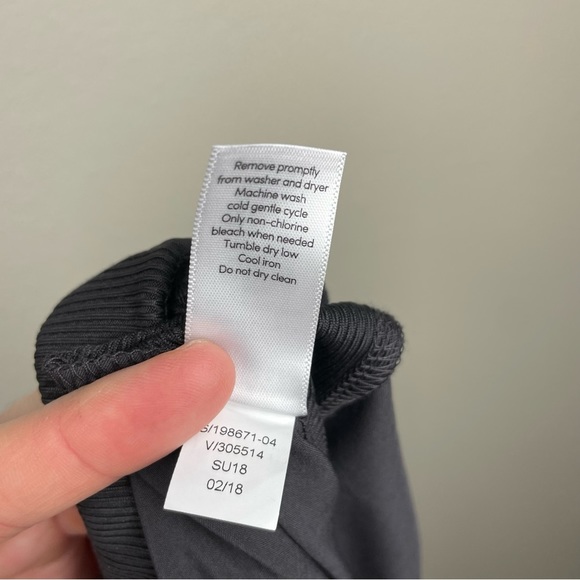 Remove promptly
from washer and dryer
Machine wash
cold gentle cycle
Only non-chlorine
bleach when needed
Tumble dry low
Cool iron
Do not dry clean
S/198671-04
V/305514
SU18
02/18